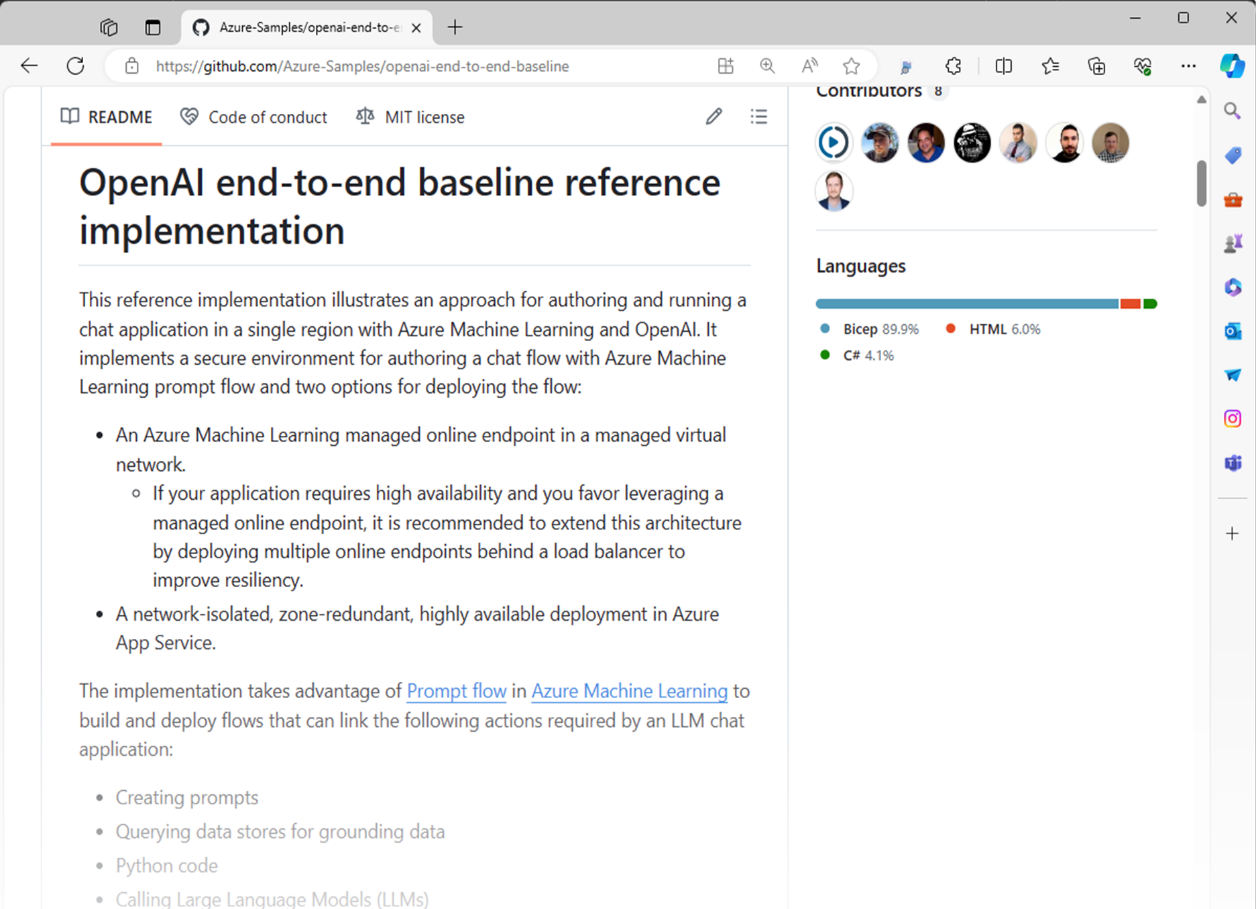 Azure-Samples/openai-end-to-e
https://github.com/Azure-Samples/openai-end-to-end-baseline
README
Code of conduct
MIT license
OpenAI end-to-end baseline reference
implementation
This reference implementation illustrates an approach for authoring and running a
chat application in a single region with Azure Machine Learning and OpenAI. It
implements a secure environment for authoring a chat flow with Azure Machine
Learning prompt flow and two options for deploying the flow:
• An Azure Machine Learning managed online endpoint in a managed virtual
network.
○ If your application requires high availability and you favor leveraging a
managed online endpoint, it is recommended to extend this architecture
by deploying multiple online endpoints behind a load balancer to
improve resiliency.
• A network-isolated, zone-redundant, highly available deployment in Azure
App Service.
The implementation takes advantage of Prompt flow in Azure Machine Learning to
build and deploy flows that can link the following actions required by an LLM chat
application:
• Creating prompts
• Querying data stores for grounding data
• Python code
• Calling Large Language Models (LLMs)
Contributors 8
Languages
Bicep 89.9%
HTML 6.0%
C# 4.1%